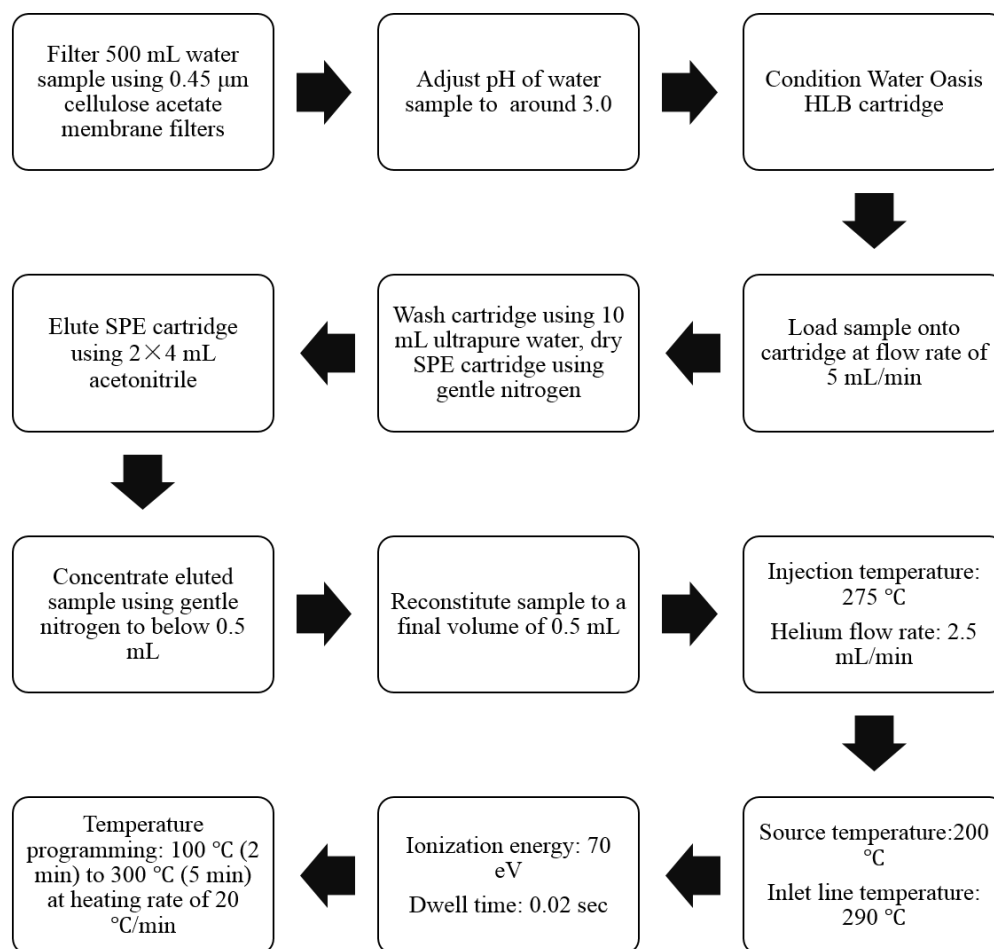 Filter 500 mL water
sample using 0.45 μm
cellulose acetate
membrane filters
Adjust pH of water
sample to around 3.0
Condition Water Oasis
HLB cartridge
Load sample onto
cartridge at flow rate of
5 mL/min
Wash cartridge using 10
mL ultrapure water, dry
SPE cartridge using
gentle nitrogen
Elute SPE cartridge
using 2×4 mL
acetonitrile
Concentrate eluted
sample using gentle
nitrogen to below 0.5
mL
Reconstitute sample to a
final volume of 0.5 mL
Injection temperature:
275 ℃
Helium flow rate: 2.5
mL/min
Source temperature:200
℃
Inlet line temperature:
290 ℃
Ionization energy: 70
eV
Dwell time: 0.02 sec
Temperature
programming: 100 ℃ (2
min) to 300 ℃ (5 min)
at heating rate of 20
℃/min